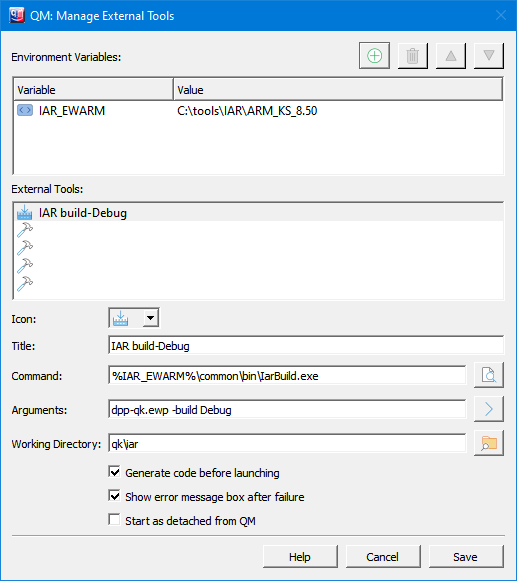 QM: Manage External Tools
Environment Variables:
Variable Value
IAR_EWARM C:\tools\IAR\ARM_KS_8.50
External Tools:
IAR build-Debug
Icon:
Title: IAR build-Debug
Command: %IAR_EWARM%\common\bin\IarBuild.exe
Arguments: dpp-qk.ewp -build Debug
Working Directory: qk\iar
Generate code before launching
Show error message box after failure
Start as detached from QM
Help Cancel Save